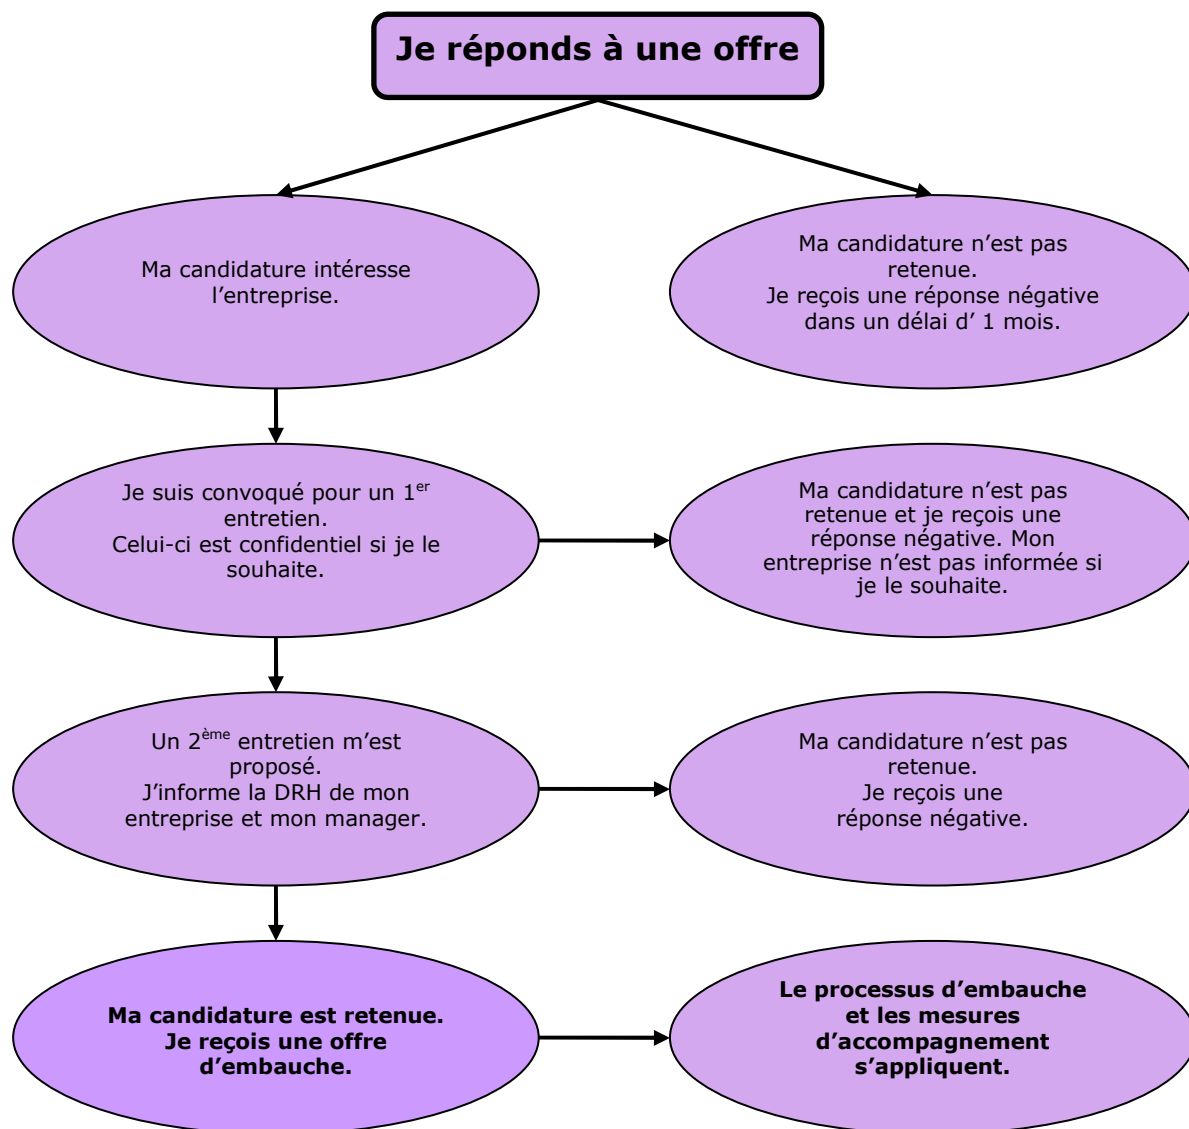 Je réponds à une offre
Ma candidature intéresse
l’entreprise.
Ma candidature n’est pas
retenue.
Je reçois une réponse négative
dans un délai d’ 1 mois.
Je suis convoqué pour un 1er
entretien.
Celui-ci est confidentiel si je le
souhaite.
Ma candidature n’est pas
retenue et je reçois une
réponse négative. Mon
entreprise n’est pas informée si
je le souhaite.
Un 2ème entretien m’est
proposé.
J’informe la DRH de mon
entreprise et mon manager.
Ma candidature n’est pas
retenue.
Je reçois une
réponse négative.
Ma candidature est retenue.
Je reçois une offre
d’embauche.
Le processus d’embauche
et les mesures
d’accompagnement
s’appliquent.